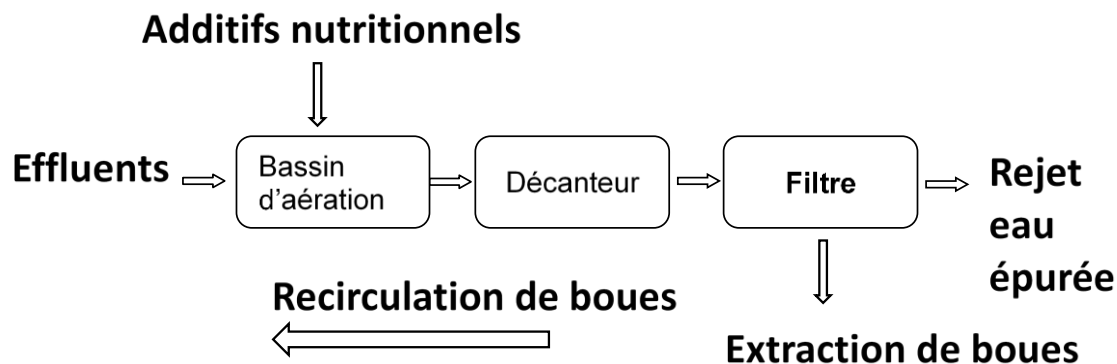 Additifs nutritionnels
Effluents
Bassin
d'aération
Décanteur
Filtre
Rejet
eau
épurée
Recirculation de boues
Extraction de boues